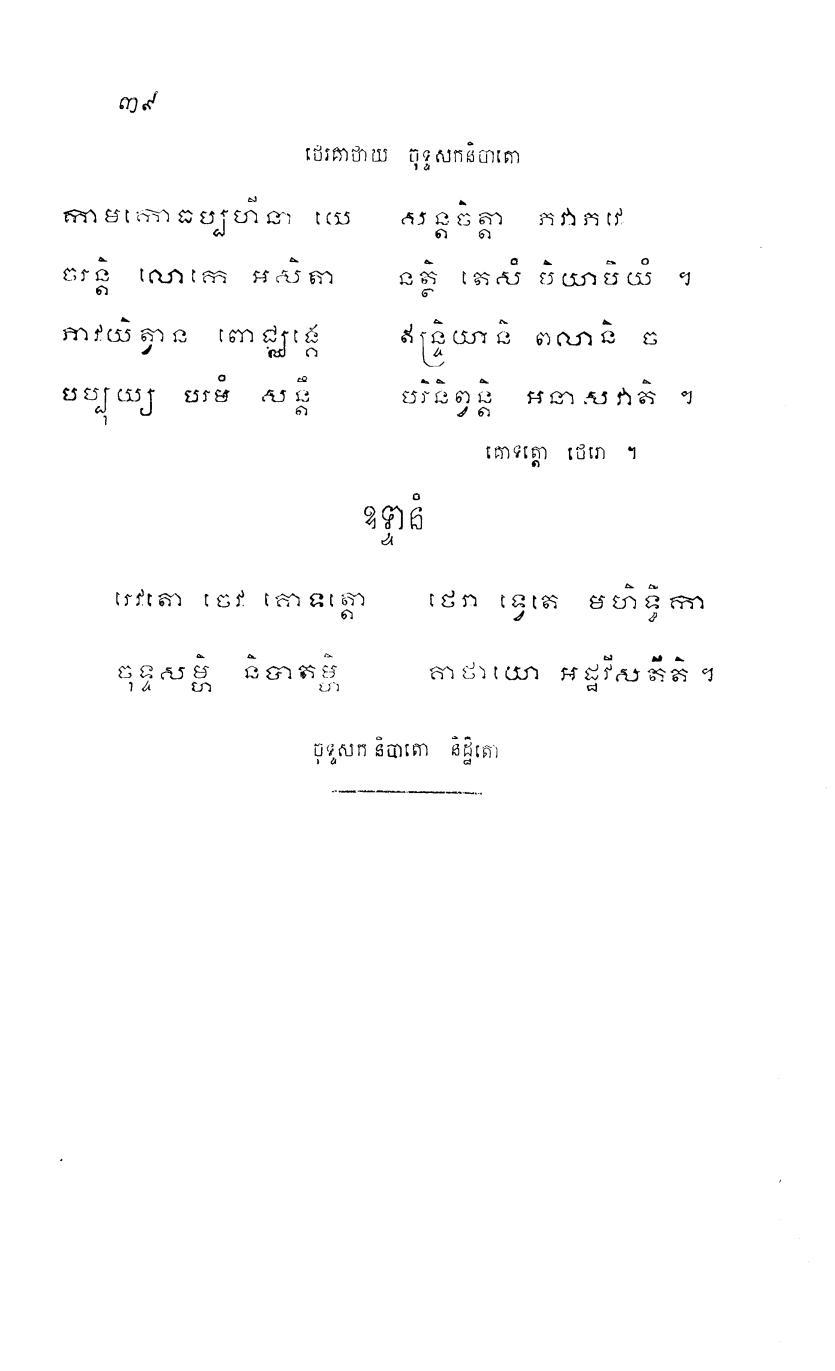 ៣៩
ថេរគាថាយ ចុទ្ទសកនិបាតោ
កាមកោធប្បហីនា យេ សន្តចិត្តា ភវាភវេ
ចរន្តិ លោកេ អសិតា នត្ថិ តេសំ បិយាបិយំ ។
ភាវយិត្វាន ពោជ្ឈង្គេ ឥន្ទ្រិយានិ ពលានិ ច
បប្បុយ្យ បរមំ សន្តឹ បរិនិព្វន្តិ អនាសវាតិ ។
គោទត្តោ ថេរោ ។
ឧទ្ទានំ
រេវតោ ចេវ គោទត្តោ ថេរា ទ្វេតេ មហិទ្ធិកា
ចុទ្ទសម្ហិ និបាតម្ហិ គាថាយោ អដ្ឋវីសតីតិ ។
ចុទ្ទសកនិបាតោ និដ្ឋិតោ